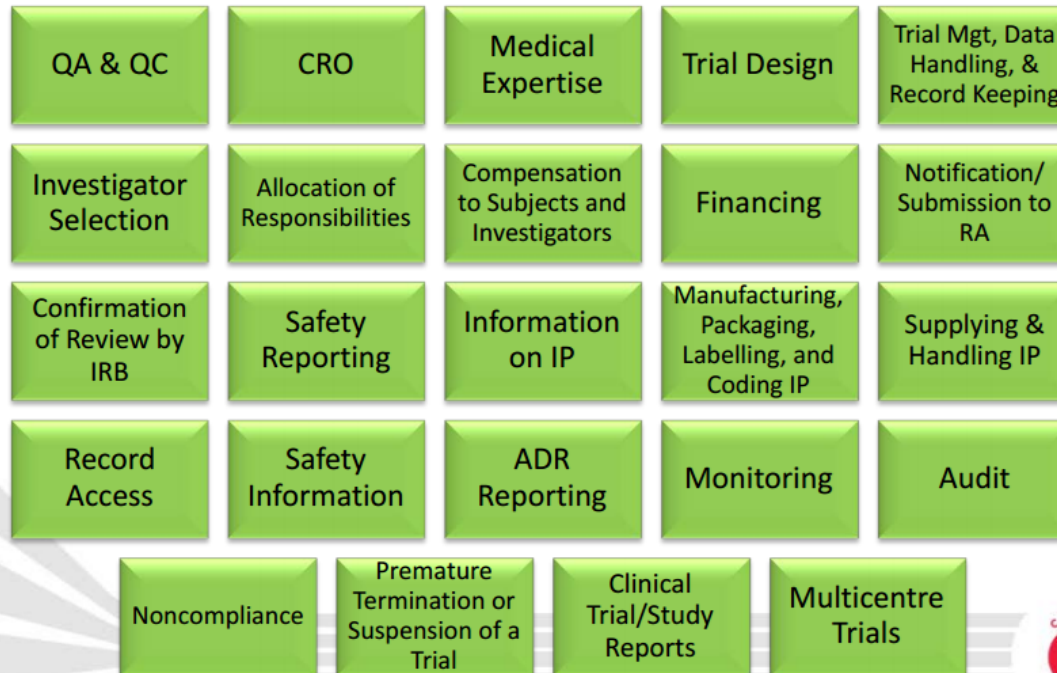 QA & QC
CRO
Medical
Expertise
Trial Design
Trial Mgt, Data
Handling, &
Record Keeping
Investigator
Selection
Allocation of
Responsibilities
Compensation
to Subjects and
Investigators
Financing
Notification/
Submission to
RA
Confirmation
of Review by
IRB
Safety
Reporting
Information
on IP
Manufacturing,
Packaging,
Labelling, and
Coding IP
Supplying &
Handling IP
Record
Access
Safety
Information
ADR
Reporting
Monitoring
Audit
Noncompliance
Premature
Termination or
Suspension of a
Trial
Clinical
Trial/Study
Reports
Multicentre
Trials